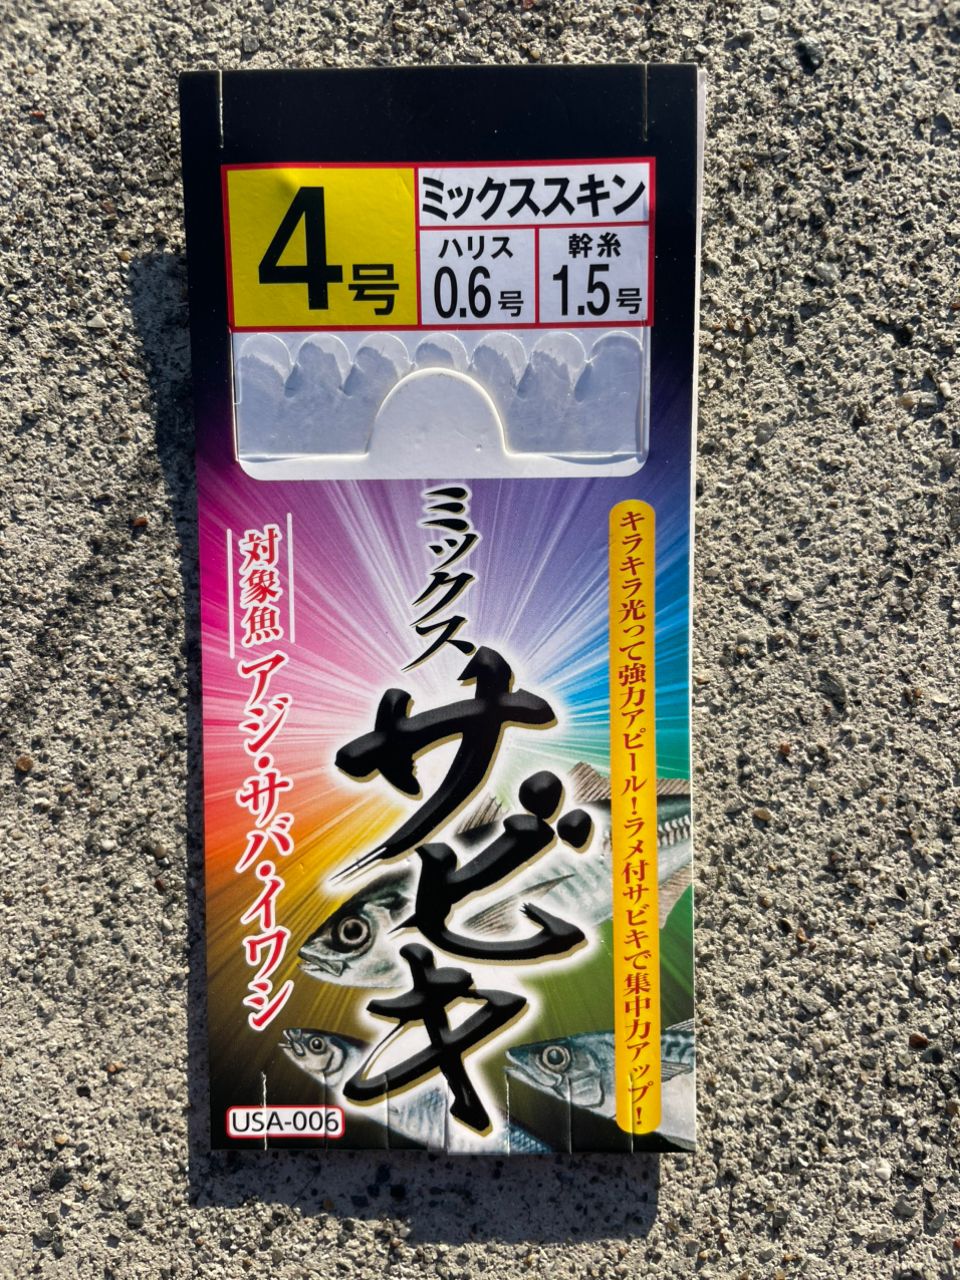 4号
ミックススキン
ハリス
0.6号
幹糸
1.5号
ミックス
サビキ
キラキラ光って強力アピール!ラメ付サビキで集中力アップ!
対象魚 アジ・サバ・イワシ
USA-006